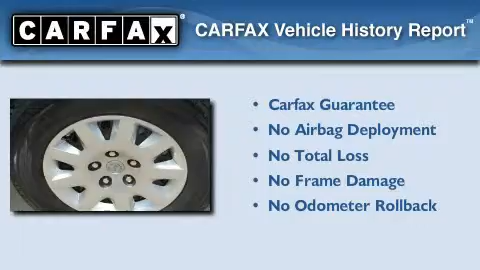 CARFAX® CARFAX Vehicle History Report™
• Carfax Guarantee
• No Airbag Deployment
• No Total Loss
• No Frame Damage
• No Odometer Rollback